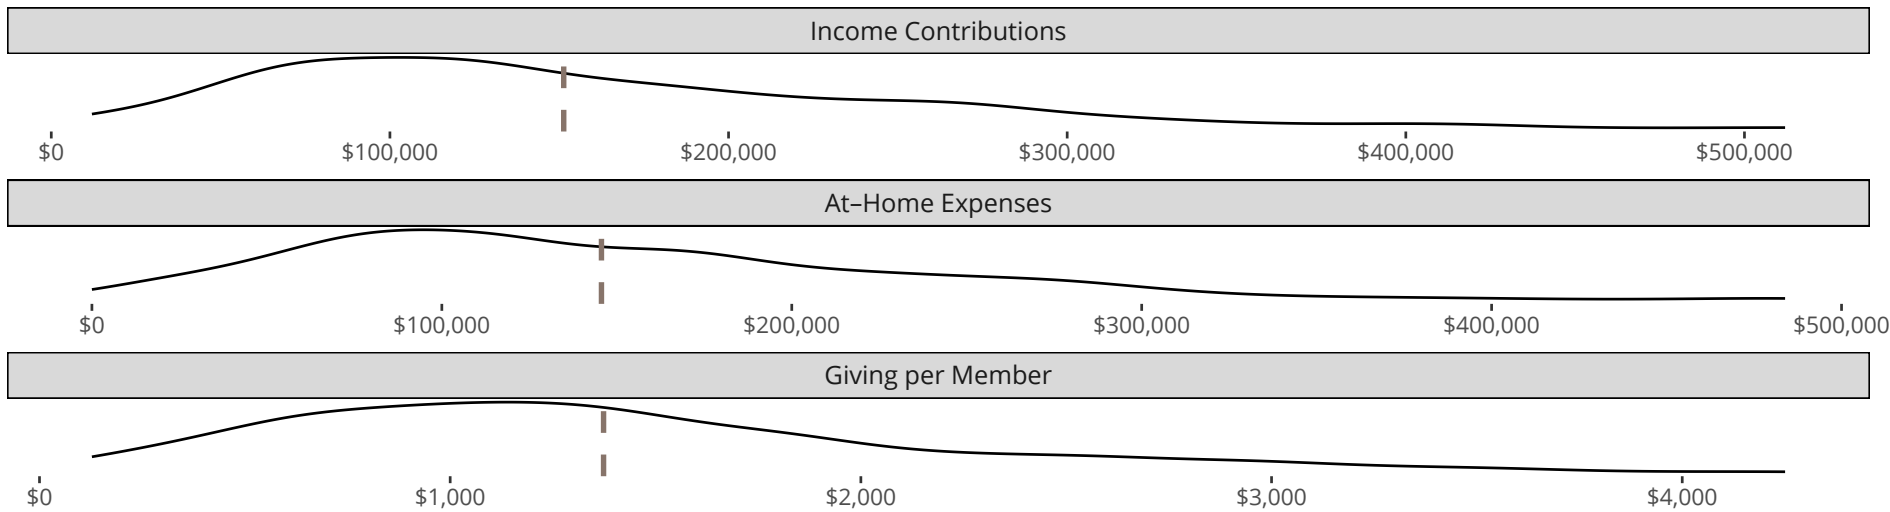 Income Contributions
$0 $100,000 $200,000 $300,000 $400,000 $500,000
At–Home Expenses
$0 $100,000 $200,000 $300,000 $400,000 $500,000
Giving per Member
$0 $1,000 $2,000 $3,000 $4,000